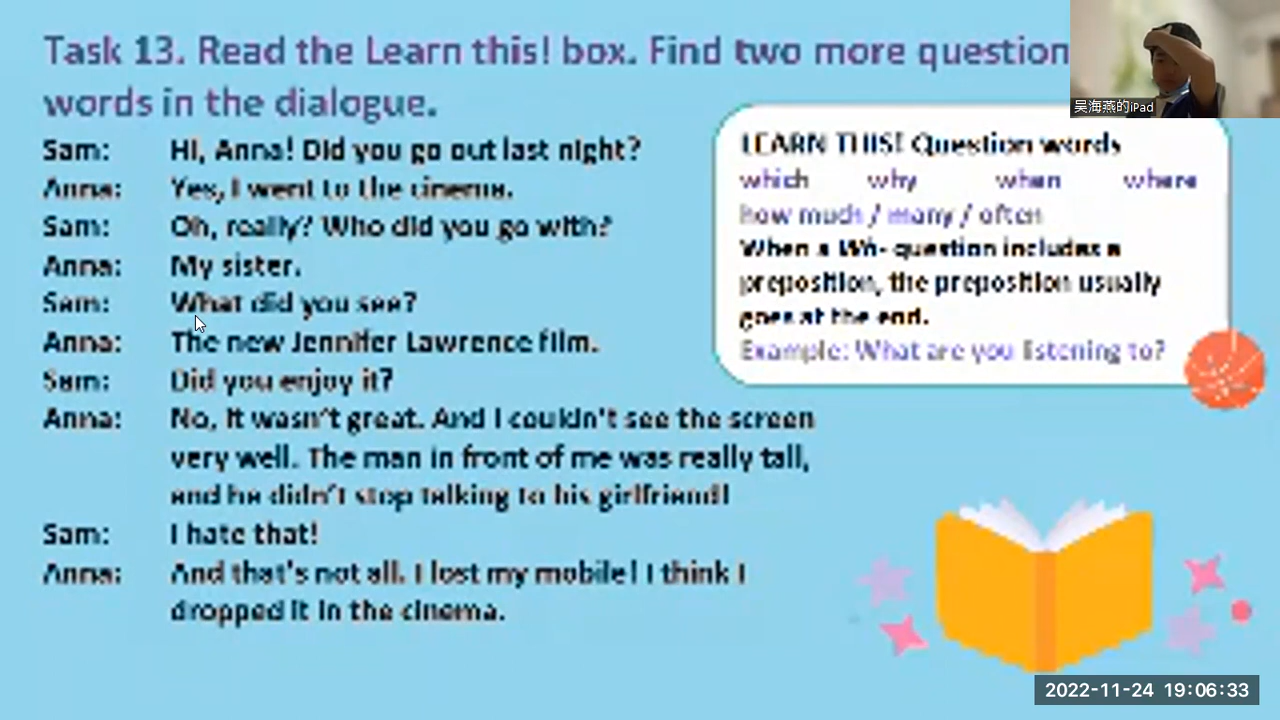 Task 13. Read the Learn this! box. Find two more question
words in the dialogue.
吴海燕的iPad
Sam: Hi, Anna! Did you go out last night?
Anna: Yes, I went to the cinema.
Sam: Oh, really? Who did you go with?
Anna: My sister.
Sam: What did you see?
Anna: The new Jennifer Lawrence film.
Sam: Did you enjoy it?
Anna: No, it wasn't great. And I couldn't see the screen
very well. The man in front of me was really tall,
and he didn't stop talking to his girlfriend!
Sam: I hate that!
Anna: And that's not all. I lost my mobile! I think I
dropped it in the cinema.
LEARN THIS! Question words
which why when where
how much / many / often
When a Wh- question includes a
preposition, the preposition usually
goes at the end.
Example: What are you listening to?
2022-11-24 19:06:33